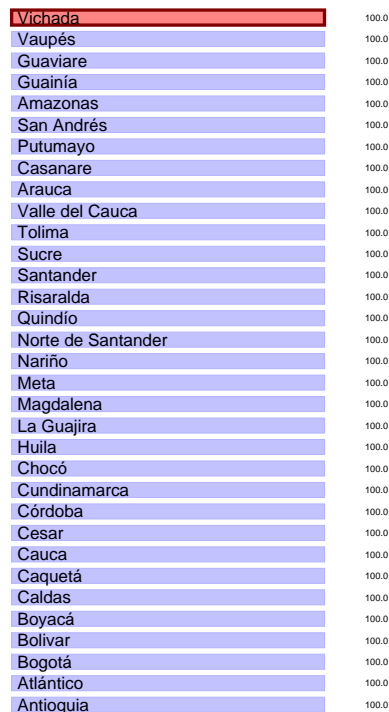 Vichada 100.0
Vaupés 100.0
Guaviare 100.0
Guainía 100.0
Amazonas 100.0
San Andrés 100.0
Putumayo 100.0
Casanare 100.0
Arauca 100.0
Valle del Cauca 100.0
Tolima 100.0
Sucre 100.0
Santander 100.0
Risaralda 100.0
Quindío 100.0
Norte de Santander 100.0
Nariño 100.0
Meta 100.0
Magdalena 100.0
La Guajira 100.0
Huila 100.0
Chocó 100.0
Cundinamarca 100.0
Córdoba 100.0
Cesar 100.0
Cauca 100.0
Caquetá 100.0
Caldas 100.0
Boyacá 100.0
Bolivar 100.0
Bogotá 100.0
Atlántico 100.0
Antioquia 100.0